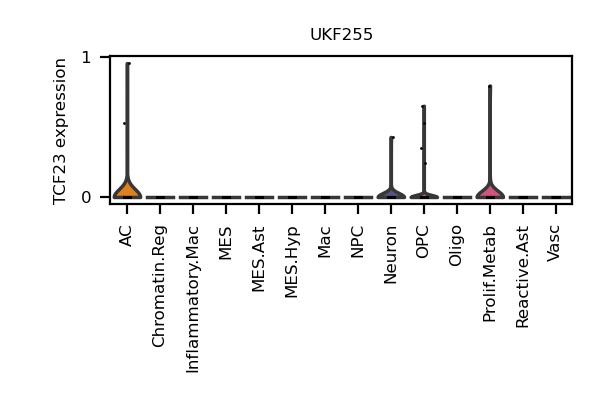 UKF255
TCF23 expression
1
0
AC
Chromatin.Reg
Inflammatory.Mac
MES
MES.Ast
MES.Hyp
Mac
NPC
Neuron
OPC
Oligo
Prolif.Metab
Reactive.Ast
Vasc